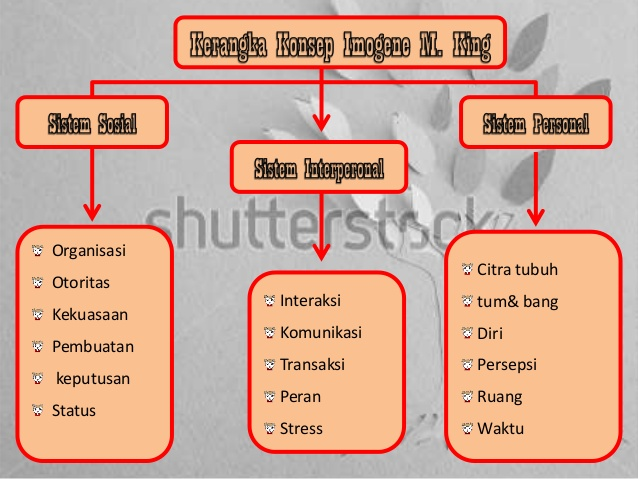 Kerangka Konsep Imogene M. King
Sistem Sosial
Sistem Interperonal
Sistem Personal
Organisasi
Otoritas
Kekuasaan
Pembuatan
keputusan
Status
Interaksi
Komunikasi
Transaksi
Peran
Stress
Citra tubuh
tum& bang
Diri
Persepsi
Ruang
Waktu
shutterstock